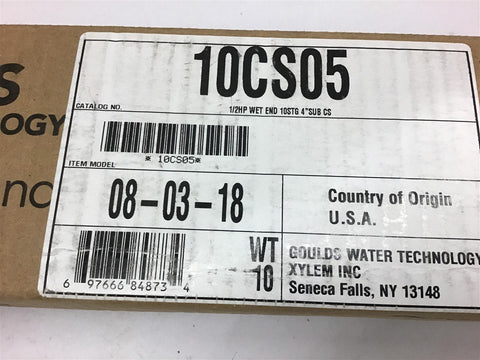 S
OLOGY
nc
10CS05
CATALOG NO.
1/2HP WET END 10STG 4"SUB CS
* 10CS05*
ITEM MODEL
08-03-18
Country of Origin
U.S.A.
6 97666 84873 4
WT
10
GOULDS WATER TECHNOLOGY
XYLEM INC
Seneca Falls, NY 13148